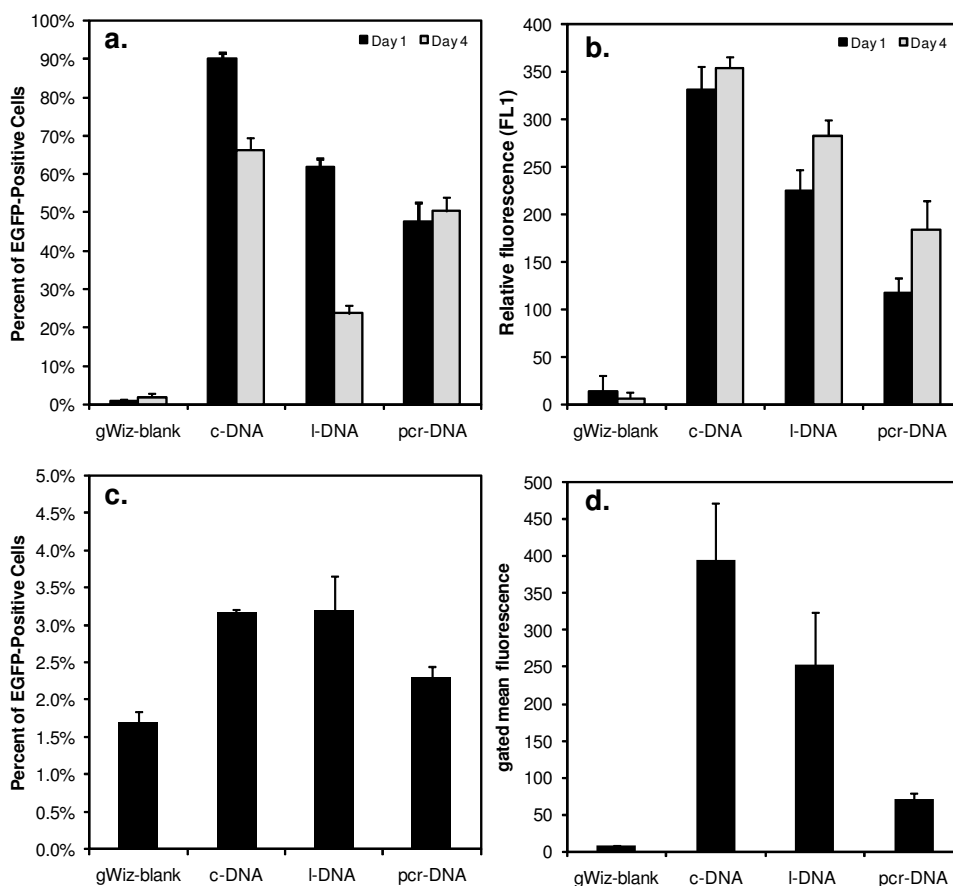 a.
Day 1
Day 4
Percent of EGFP-Positive Cells
100%
90%
80%
70%
60%
50%
40%
30%
20%
10%
0%
gWiz-blank
c-DNA
l-DNA
pcr-DNA
b.
Day 1
Day 4
Relative fluorescence (FL1)
400
350
300
250
200
150
100
50
0
gWiz-blank
c-DNA
l-DNA
pcr-DNA
c.
Percent of EGFP-Positive Cells
5.0%
4.5%
4.0%
3.5%
3.0%
2.5%
2.0%
1.5%
1.0%
0.5%
0.0%
gWiz-blank
c-DNA
l-DNA
pcr-DNA
d.
gated mean fluorescence
500
450
400
350
300
250
200
150
100
50
0
gWiz-blank
c-DNA
l-DNA
pcr-DNA